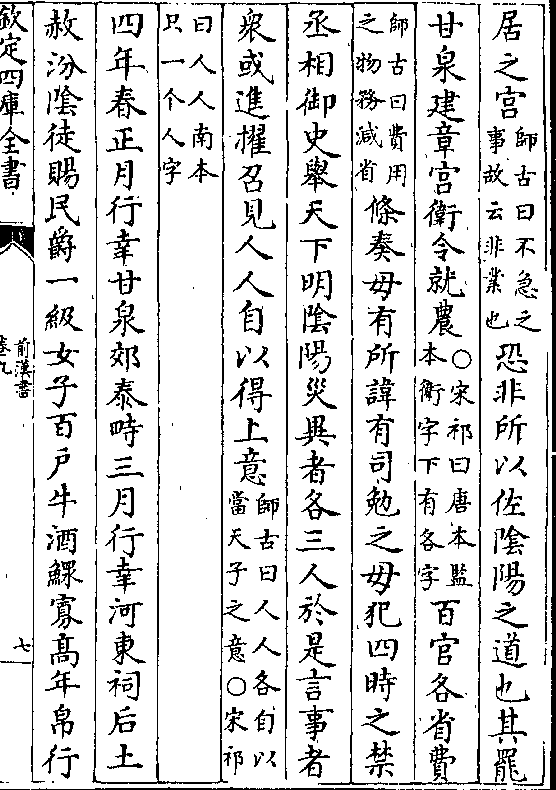 居之宮師古曰不急之事故云非業也恐非所以佐隂陽之道也其罷
甘泉建章宮衛令就農○宋祁曰唐本監本衛字下有各字百官各省費
師古曰費用之物務減省條奏毋有所諱有司勉之毋犯四時之禁
丞相御史舉天下明隂陽災異者各三人於是言事者
衆或進擢召見人人自以得上意師古曰人人各自以當天子之意○宋祁
曰人人南本只一个人字
四年春正月行幸甘泉郊泰畤三月行幸河東祠后土
赦汾隂徒賜民爵一級女子百戸牛酒鰥寡髙年帛行
欽定四庫全書
前漢書
卷九
七